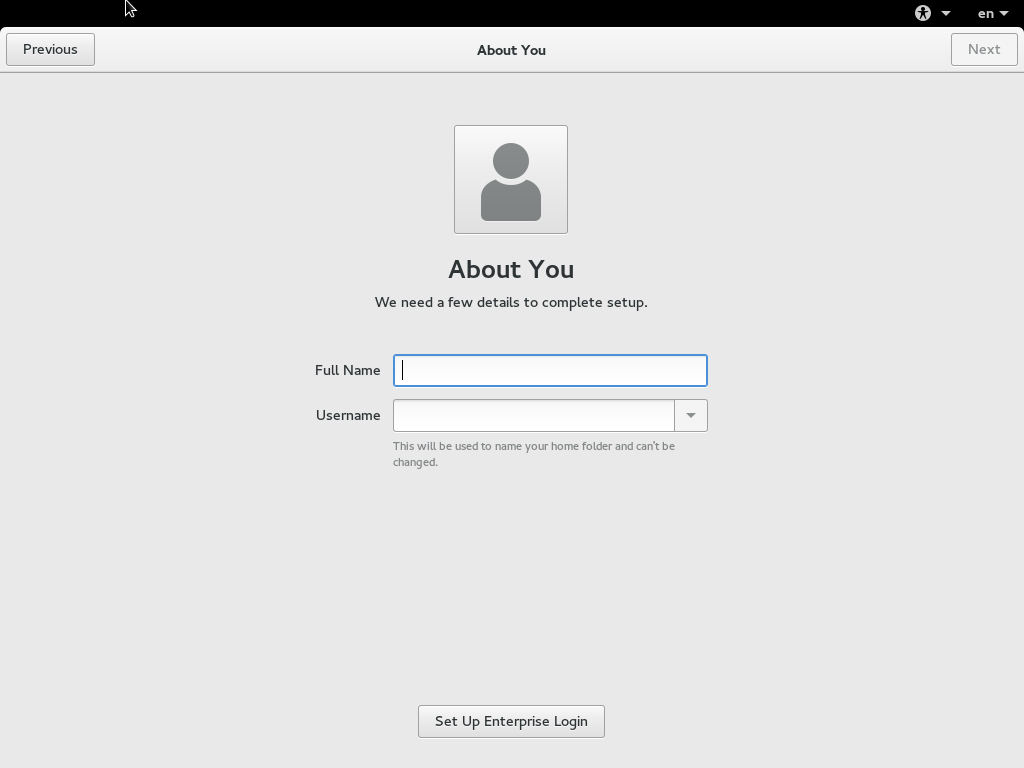 en
Previous
About You
Next
About You
We need a few details to complete setup.
Full Name
Username
This will be used to name your home folder and can't be
changed.
Set Up Enterprise Login